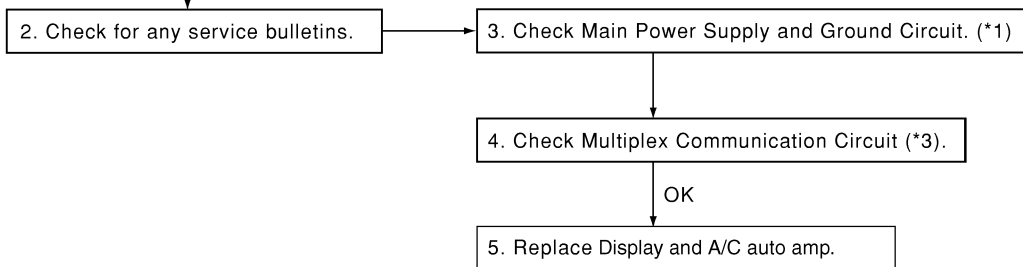 2. Check for any service bulletins.
3. Check Main Power Supply and Ground Circuit. (*1)
4. Check Multiplex Communication Circuit (*3).
OK
5. Replace Display and A/C auto amp.